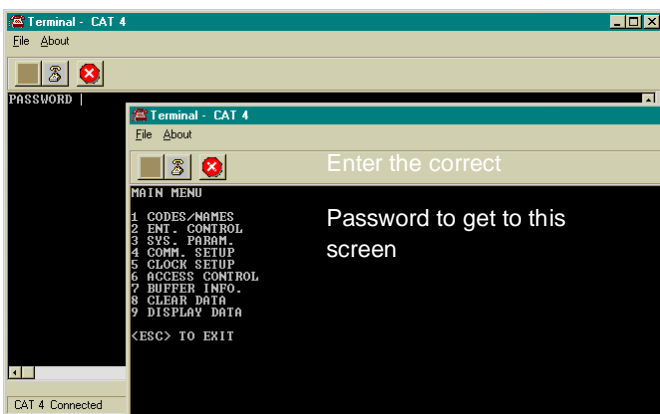 Terminal - CAT 4
File About
PASSWORD
Terminal - CAT 4
File About
Enter the correct
Password to get to this
screen
MAIN MENU
1 CODES/NAMES
2 ENT. CONTROL
3 SYS. PARAM.
4 COMM. SETUP
5 CLOCK SETUP
6 ACCESS CONTROL
7 BUFFER INFO.
8 CLEAR DATA
9 DISPLAY DATA
<ESC> TO EXIT
CAT 4 Connected